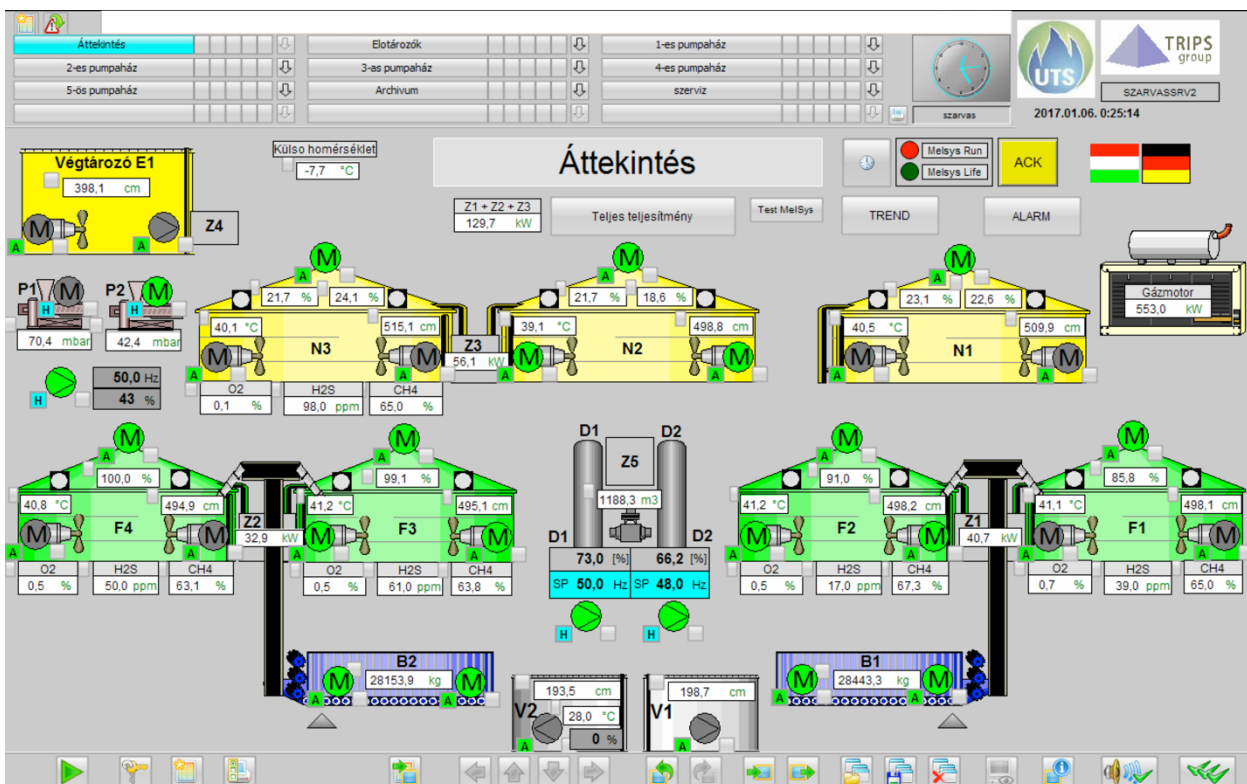 Áttekintés
Elotározók
1-es pumpaház
2-es pumpaház
3-as pumpaház
4-es pumpaház
5-ös pumpaház
Archivum
szerviz
szarvas
UTS
TRIPS
group
SZARVASSRV2
2017.01.06. 0:25:14
Végtározó E1
398,1 cm
M
A
A
Z4
Külso homérséklet
-7,7 °C
Áttekintés
Melsys Run
Melsys Life
ACK
Z1 + Z2 + Z3
129,7 kW
Teljes teljesítmény
Test MelSys
TREND
ALARM
Gázmotor
553,0 kW
P1 M
H
70,4 mbar
P2 M
H
42,4 mbar
50,0 Hz
43 %
H
M
A
21,7 % 24,1 %
40,1 °C 515,1 cm
M N3 M
A A
O2 H2S CH4
0,1 % 98,0 ppm 65,0 %
Z3
56,1 kW
M
A
21,7 % 18,6 %
39,1 °C 498,8 cm
M N2 M
A A
M
A
23,1 % 22,6 %
40,5 °C 509,9 cm
M N1 M
A A
M
A
100,0 %
40,8 °C 494,9 cm
M F4 M
A A
O2 H2S CH4
0,5 % 50,0 ppm 63,1 %
Z2
32,9 kW
M
A
99,1 %
41,2 °C 495,1 cm
M F3 M
A A
O2 H2S CH4
0,5 % 61,0 ppm 63,8 %
D1 D2
Z5
1188,3 m3
D1 D2
73,0 [%] 66,2 [%]
SP 50,0 Hz SP 48,0 Hz
H H
M
A
91,0 %
41,2 °C 498,2 cm
M F2 M
A A
O2 H2S CH4
0,5 % 17,0 ppm 67,3 %
Z1
40,7 kW
M
A
85,8 %
41,1 °C 498,1 cm
M F1 M
A A
O2 H2S CH4
0,7 % 39,0 ppm 65,0 %
B2
M 28153,9 kg M
A A
V2
193,5 cm
28,0 °C
0 %
A
V1
198,7 cm
A
B1
M 28443,3 kg M
A A